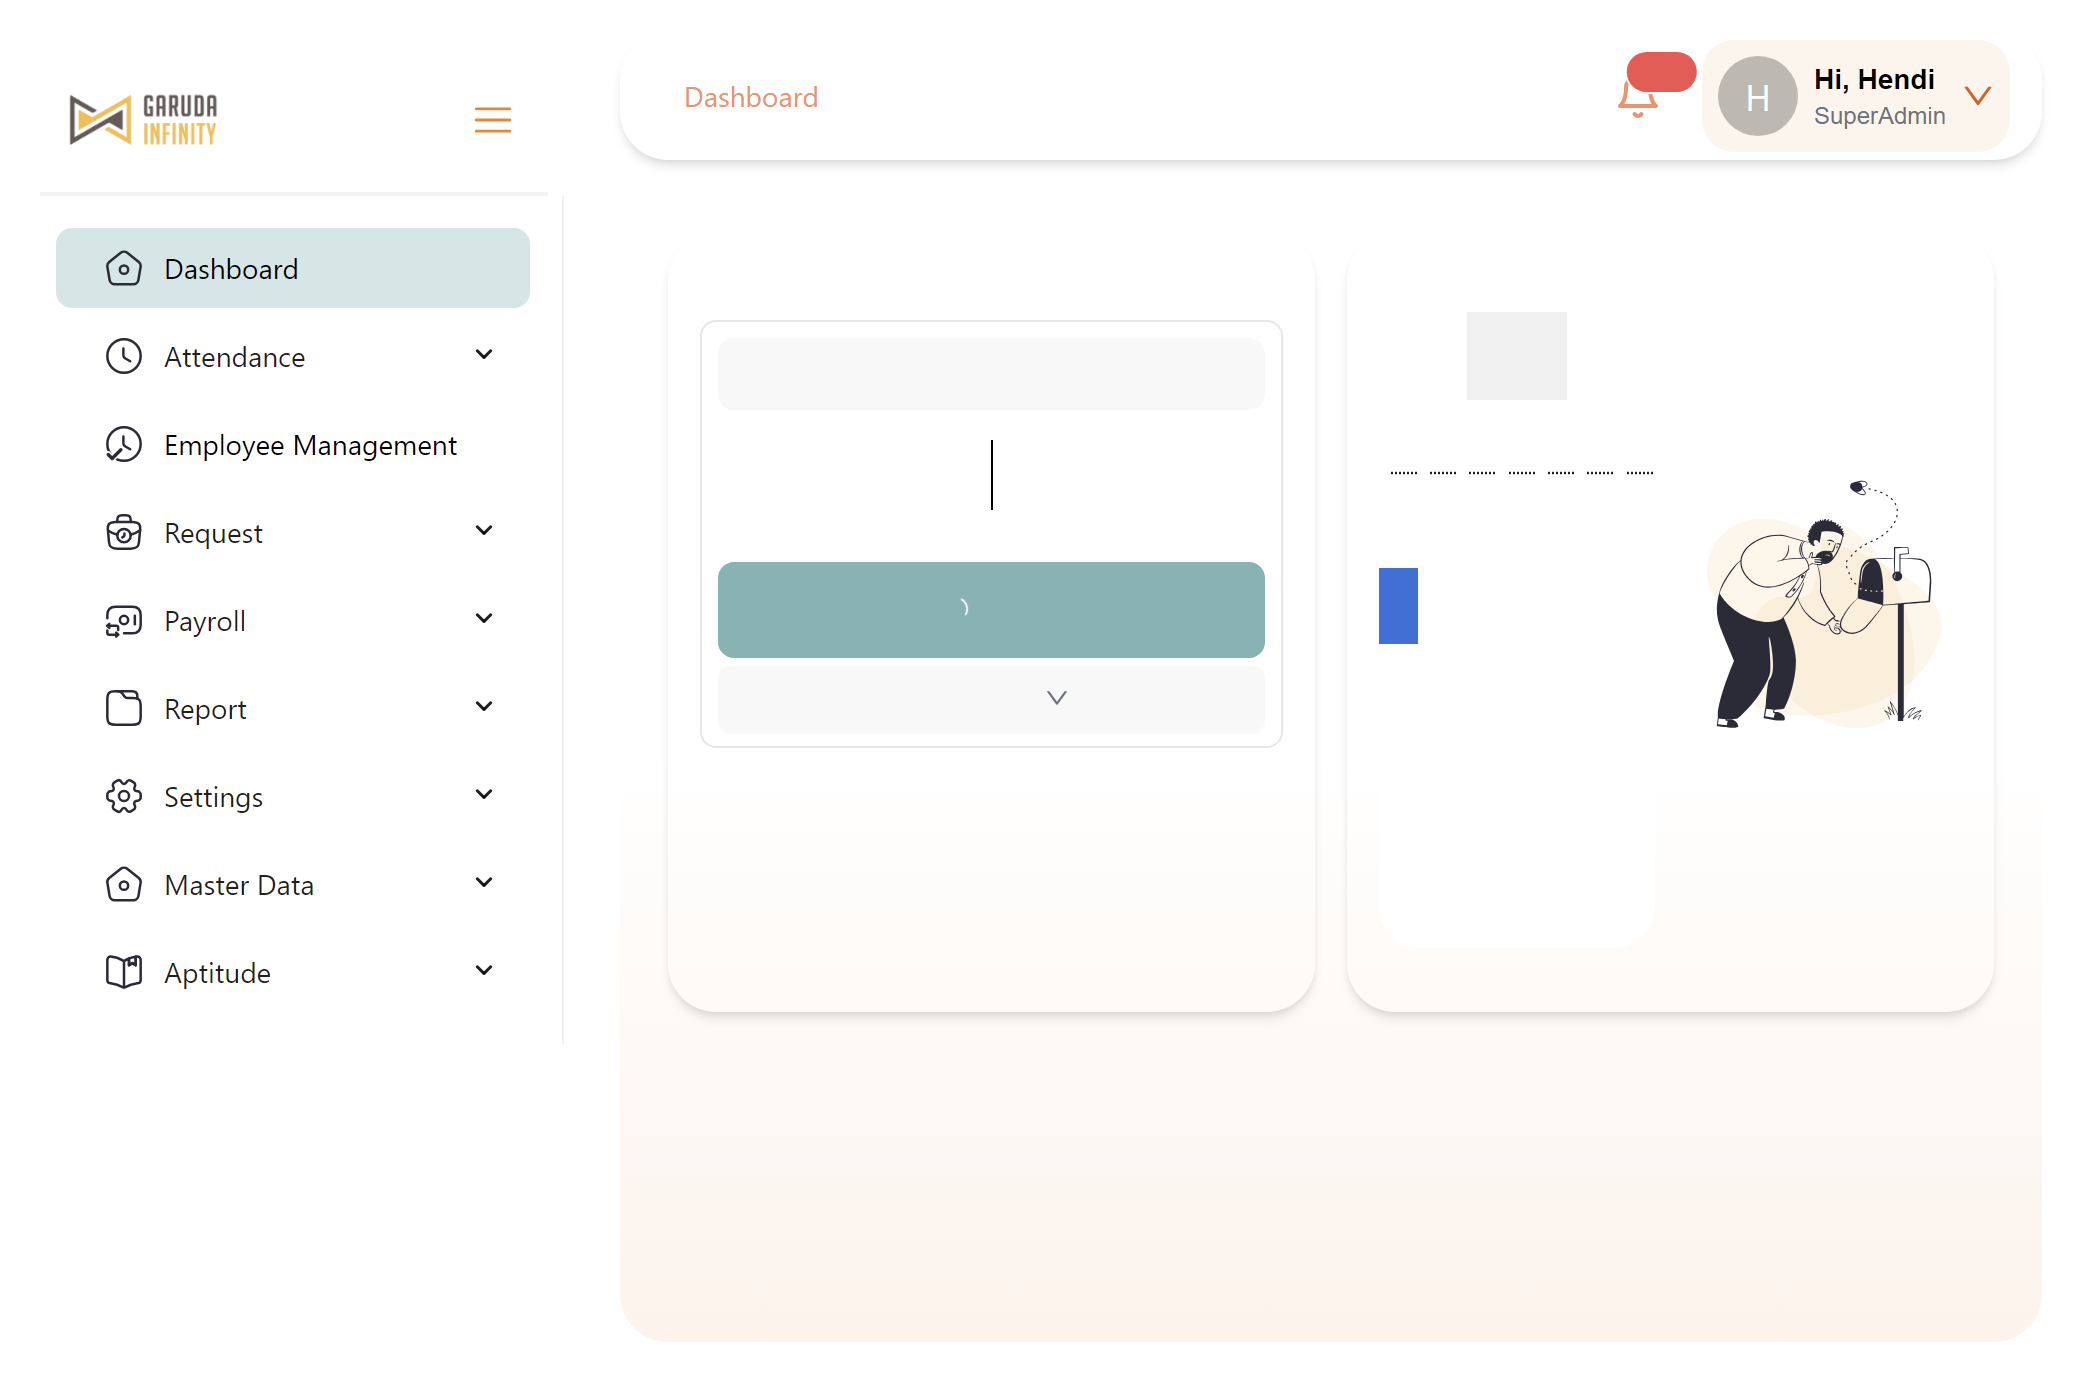 GARUDA
INFINITY
Dashboard
H
Hi, Hendi
SuperAdmin
Dashboard
Attendance
Employee Management
Request
Payroll
Report
Settings
Master Data
Aptitude